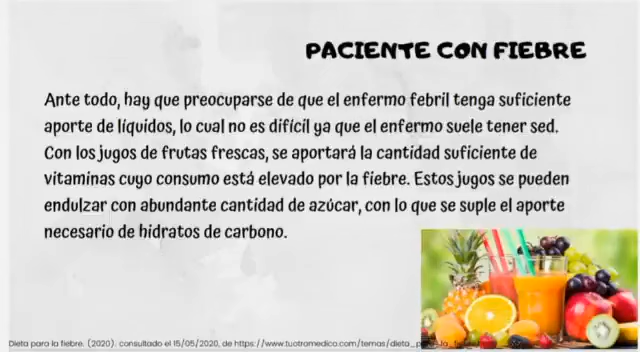 PACIENTE CON FIEBRE
Ante todo, hay que preocuparse de que el enfermo febril tenga suficiente
aporte de líquidos, lo cual no es difícil ya que el enfermo suele tener sed.
Con los jugos de frutas frescas, se aportará la cantidad suficiente de
vitaminas cuyo consumo está elevado por la fiebre. Estos jugos se pueden
endulzar con abundante cantidad de azúcar, con lo que se suple el aporte
necesario de hidratos de carbono.
Dieta para la fiebre. (2020). consultado el 15/05/2020, de https://www.tuotromedico.com/temas/dieta_